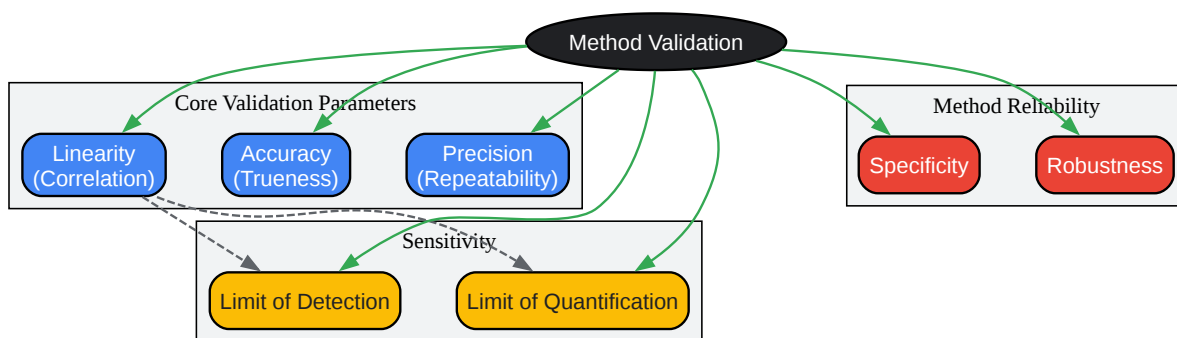 Method Validation
Core Validation Parameters
Method Reliability
Linearity
(Correlation)
Accuracy
(Trueness)
Precision
(Repeatability)
Specificity
Robustness
Sensitivity
Limit of Detection
Limit of Quantification